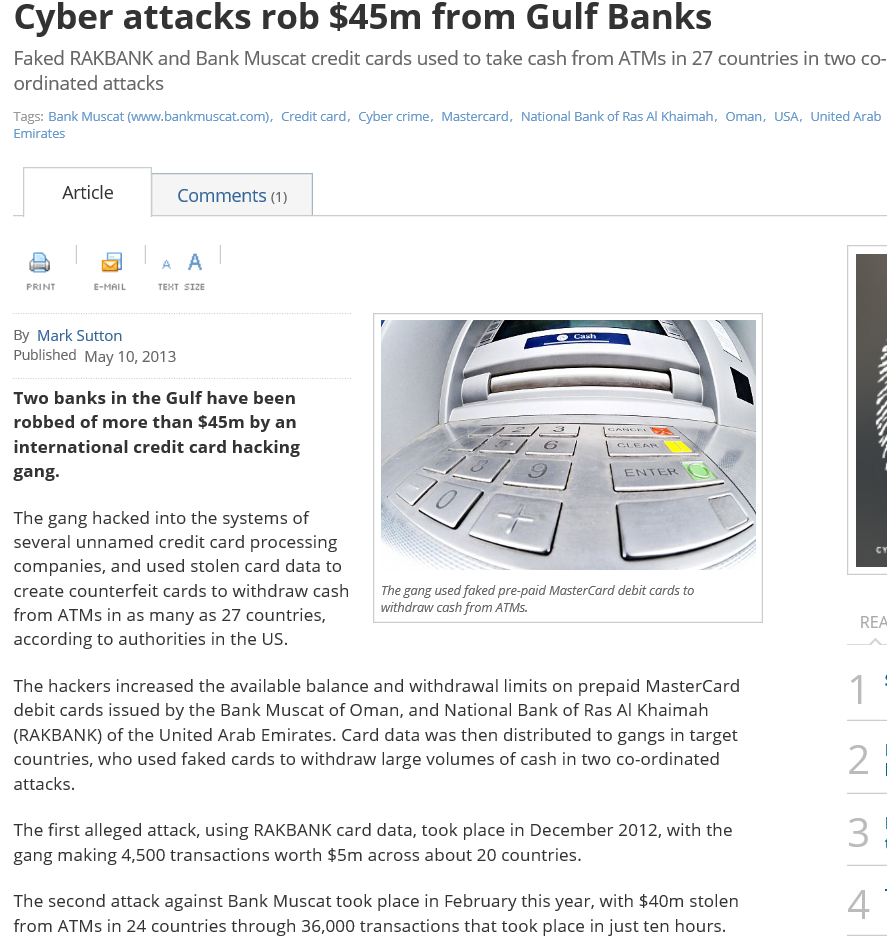 Cyber attacks rob $45m from Gulf Banks
Faked RAKBANK and Bank Muscat credit cards used to take cash from ATMs in 27 countries in two co-
ordinated attacks
Tags: Bank Muscat (www.bankmuscat.com), Credit card, Cyber crime, Mastercard, National Bank of Ras Al Khaimah, Oman, USA, United Arab
Emirates
Article
Comments (1)
PRINT
E-MAIL
A A
TEXT SIZE
By Mark Sutton
Published May 10, 2013
Two banks in the Gulf have been
robbed of more than $45m by an
international credit card hacking
gang.
Cash
2 3 CANCEL
5 6 CLEAR
8 9 ENTER
0
The gang used faked pre-paid MasterCard debit cards to
withdraw cash from ATMs.
The gang hacked into the systems of
several unnamed credit card processing
companies, and used stolen card data to
create counterfeit cards to withdraw cash
from ATMs in as many as 27 countries,
according to authorities in the US.
The hackers increased the available balance and withdrawal limits on prepaid MasterCard
debit cards issued by the Bank Muscat of Oman, and National Bank of Ras Al Khaimah
(RAKBANK) of the United Arab Emirates. Card data was then distributed to gangs in target
countries, who used faked cards to withdraw large volumes of cash in two co-ordinated
attacks.
The first alleged attack, using RAKBANK card data, took place in December 2012, with the
gang making 4,500 transactions worth $5m across about 20 countries.
The second attack against Bank Muscat took place in February this year, with $40m stolen
from ATMs in 24 countries through 36,000 transactions that took place in just ten hours.
CY
REA
1
2
3
4